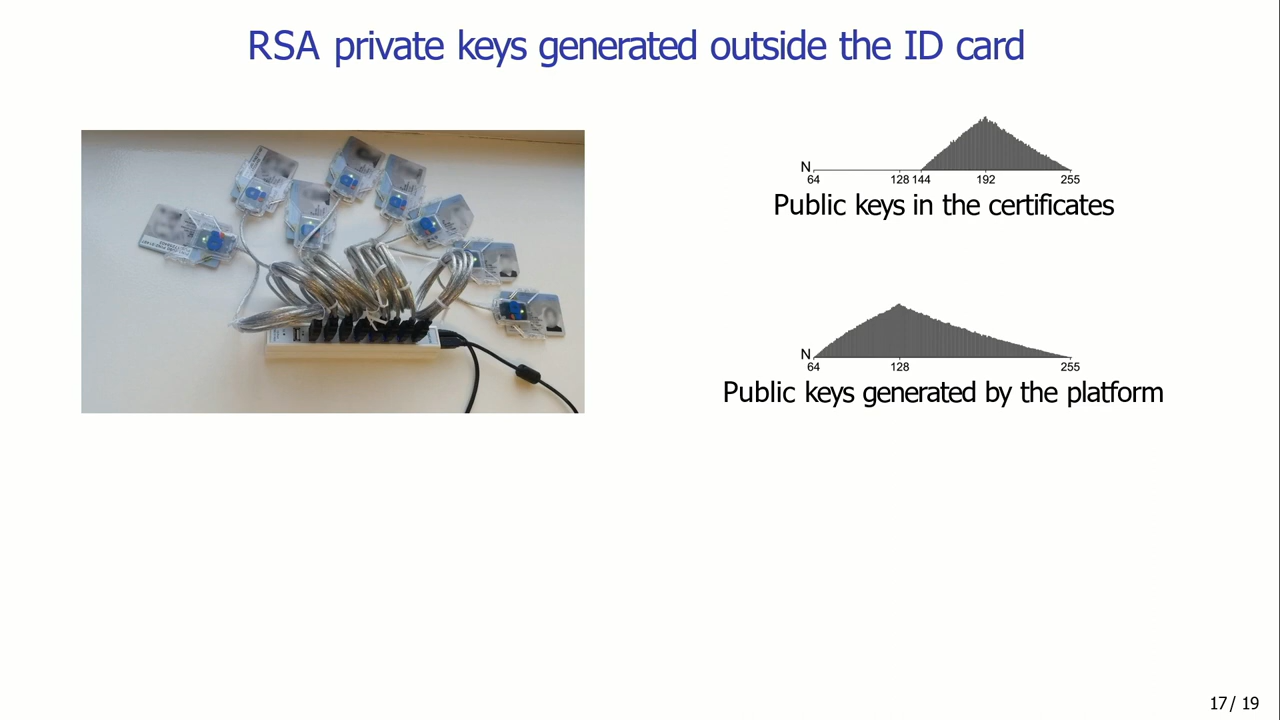 RSA private keys generated outside the ID card
N
64 128 144 192 255
Public keys in the certificates
N
64 128 255
Public keys generated by the platform
17/ 19